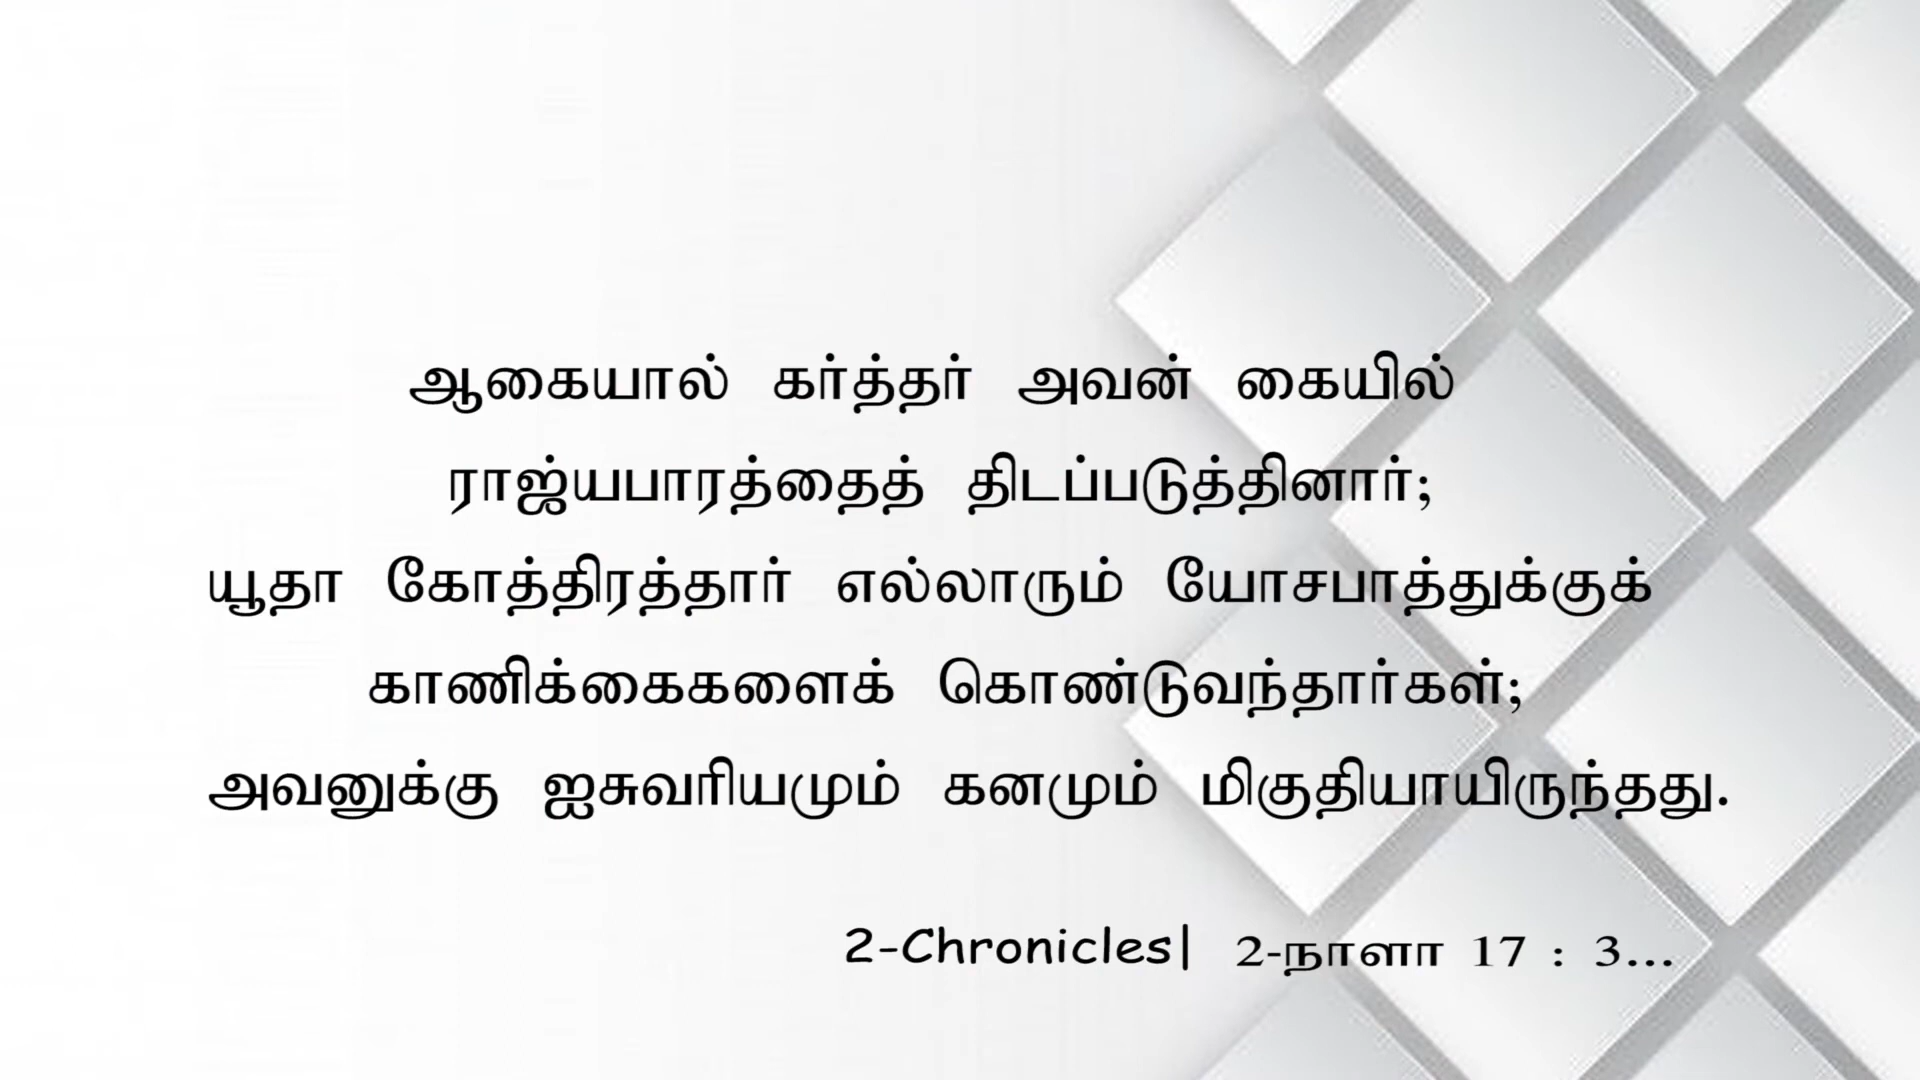 ஆகையால் கர்த்தர் அவன் கையில்
ராஜ்யபாரத்தைத் திடப்படுத்தினார்;
யூதா கோத்திரத்தார் எல்லாரும் யோசபாத்துக்குக்
காணிக்கைகளைக் கொண்டுவந்தார்கள்;
அவனுக்கு ஐசுவரியமும் கனமும் மிகுதியாயிருந்தது.
2-Chronicles| 2-நாளா 17 : 3...